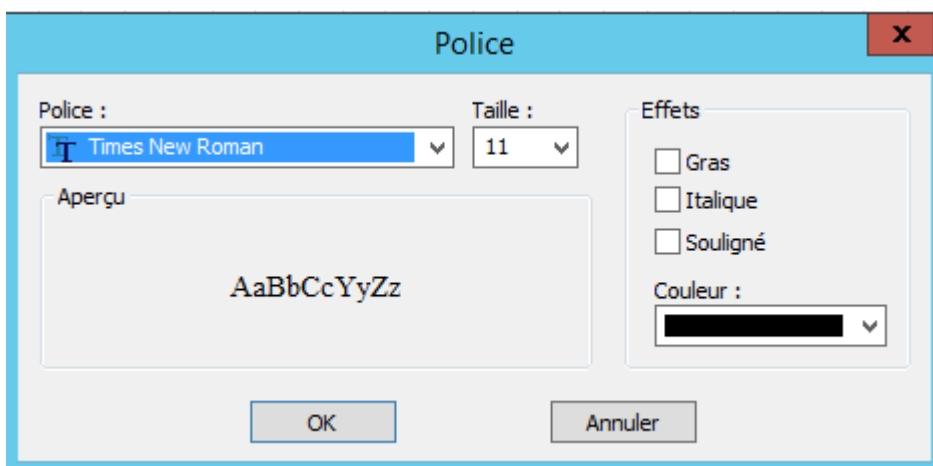 Police
x
Police :
Times New Roman
Taille :
11
Aperçu
AaBbCcYyZz
Effets
Gras
Italique
Souligné
Couleur :
OK
Annuler